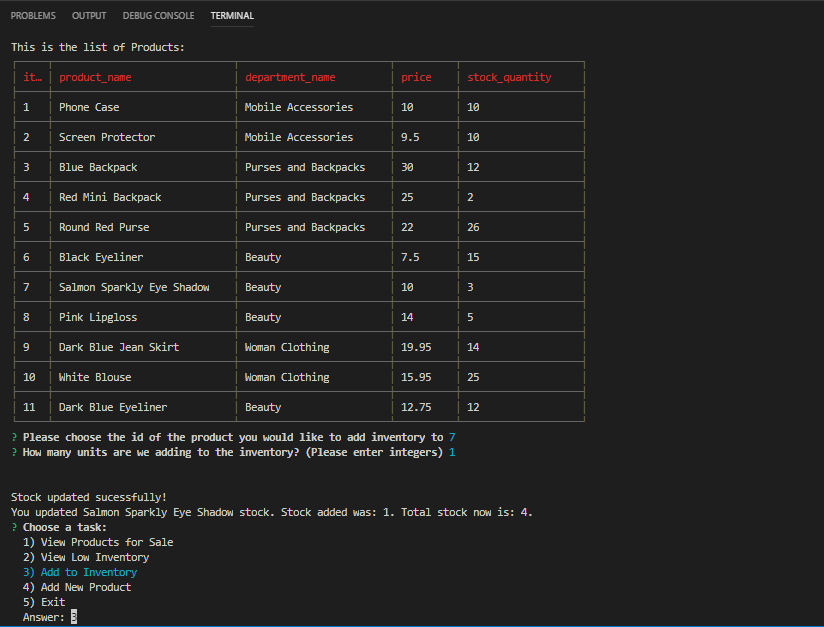 PROBLEMS OUTPUT DEBUG CONSOLE TERMINAL
This is the list of Products:
it… product_name department_name price stock_quantity
1 Phone Case Mobile Accessories 10 10
2 Screen Protector Mobile Accessories 9.5 10
3 Blue Backpack Purses and Backpacks 30 12
4 Red Mini Backpack Purses and Backpacks 25 2
5 Round Red Purse Purses and Backpacks 22 26
6 Black Eyeliner Beauty 7.5 15
7 Salmon Sparkly Eye Shadow Beauty 10 3
8 Pink Lipgloss Beauty 14 5
9 Dark Blue Jean Skirt Woman Clothing 19.95 14
10 White Blouse Woman Clothing 15.95 25
11 Dark Blue Eyeliner Beauty 12.75 12
? Please choose the id of the product you would like to add inventory to 7
? How many units are we adding to the inventory? (Please enter integers) 1
Stock updated sucessfully!
You updated Salmon Sparkly Eye Shadow stock. Stock added was: 1. Total stock now is: 4.
? Choose a task:
1) View Products for Sale
2) View Low Inventory
3) Add to Inventory
4) Add New Product
5) Exit
Answer: 3